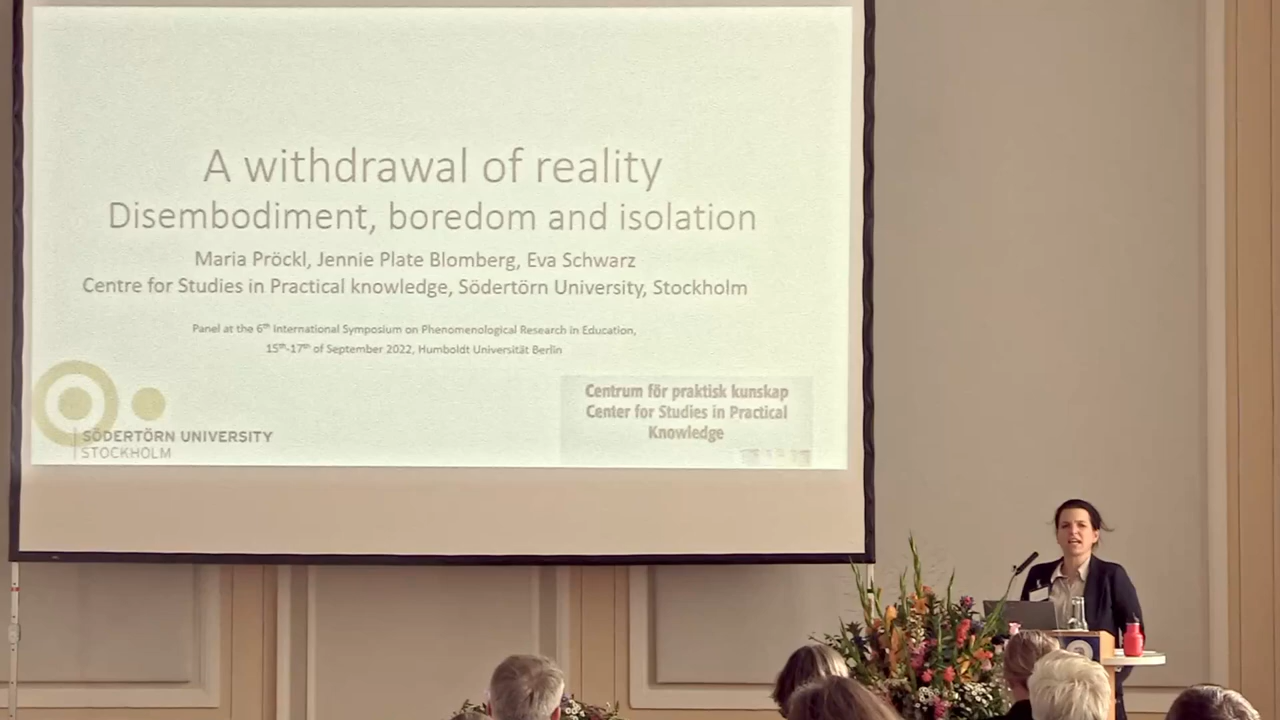 A withdrawal of reality
Disembodiment, boredom and isolation
Maria Pröckl, Jennie Plate Blomberg, Eva Schwarz
Centre for Studies in Practical knowledge, Södertörn University, Stockholm
Panel at the 6th International Symposium on Phenomenological Research in Education,
15th-17th of September 2022, Humboldt Universität Berlin
SÖDERTÖRN UNIVERSITY
STOCKHOLM
Centrum för praktisk kunskap
Center for Studies in Practical
Knowledge